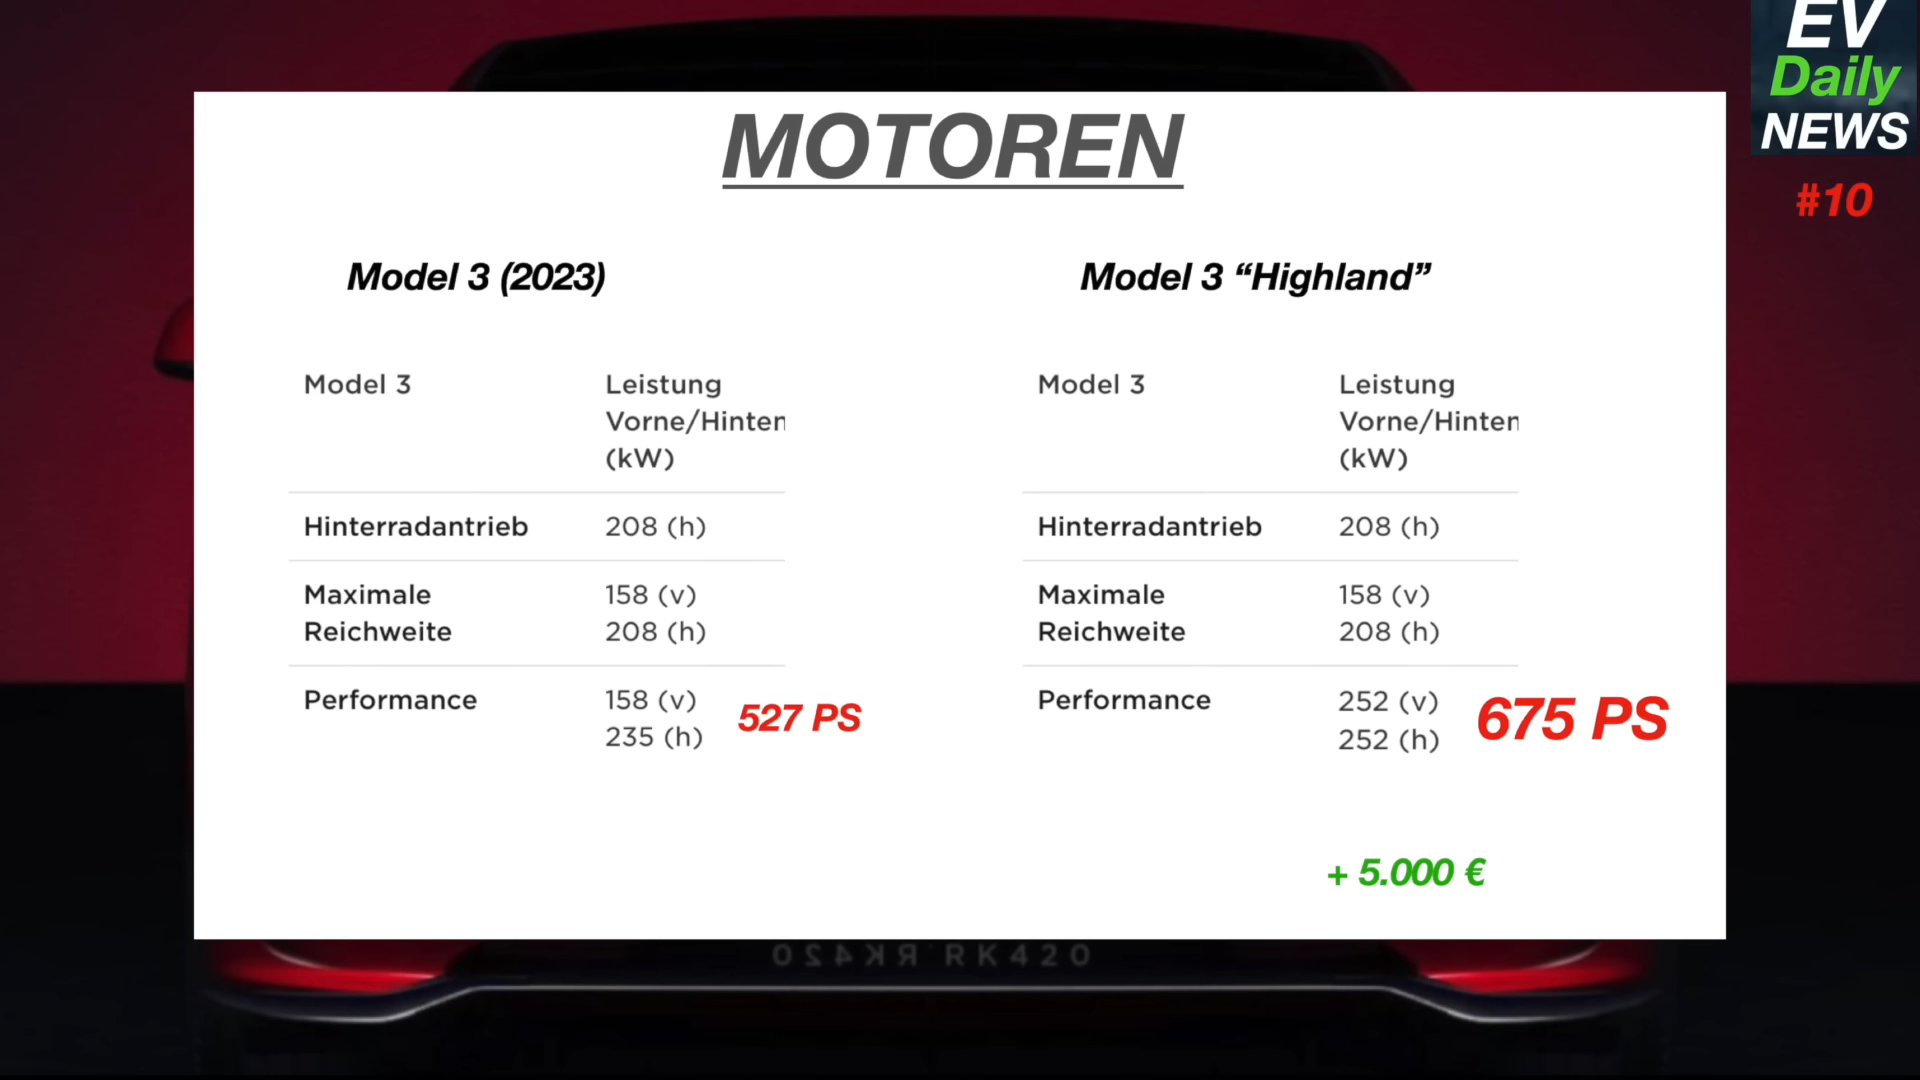 EV
Daily
NEWS
#10
MOTOREN
Model 3 (2023)
Model 3
Leistung
Vorne/Hinten
(kW)
Hinterradantrieb
208 (h)
Maximale
Reichweite
158 (v)
208 (h)
Performance
158 (v)
235 (h)
527 PS
Model 3 “Highland”
Model 3
Leistung
Vorne/Hinten
(kW)
Hinterradantrieb
208 (h)
Maximale
Reichweite
158 (v)
208 (h)
Performance
252 (v)
252 (h)
675 PS
+ 5.000 €
RK420